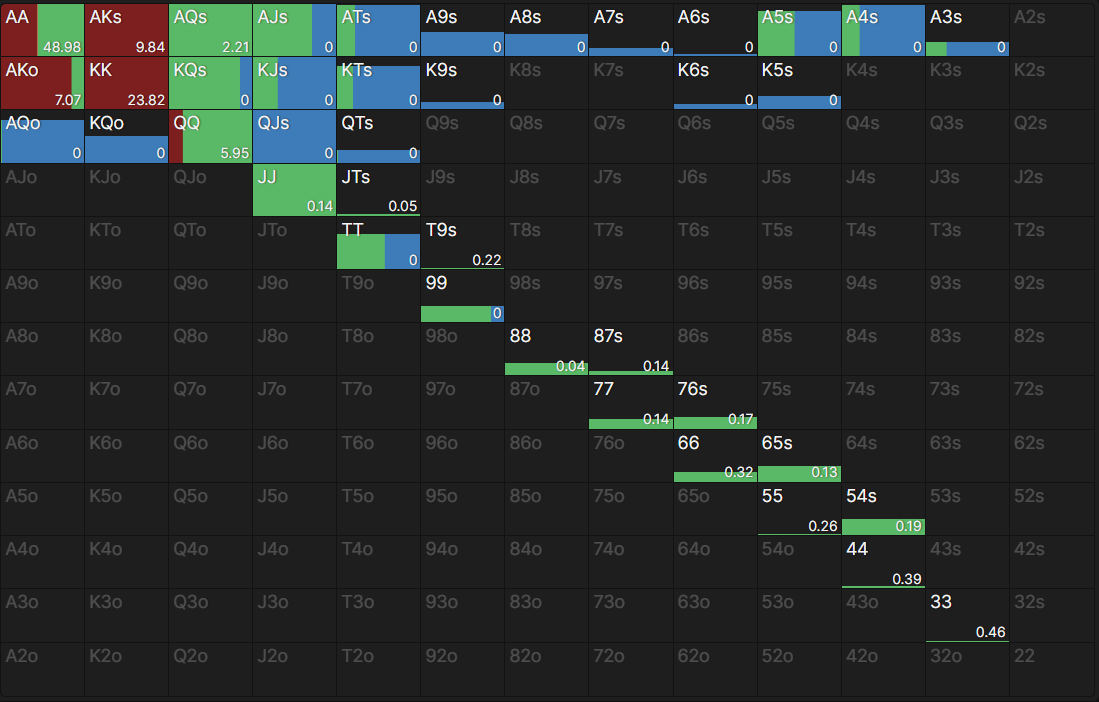 AA AKs AQs AJs ATs A9s A8s A7s A6s A5s A4s A3s A2s
48.98 9.84 2.21 0 0 0 0 0 0 0 0 0
AKo KK KQs KJs KTs K9s K8s K7s K6s K5s K4s K3s K2s
7.07 23.82 0 0 0 0 0 0
AQo KQo QQ QJs QTs Q9s Q8s Q7s Q6s Q5s Q4s Q3s Q2s
0 0 5.95 0 0
AJo KJo QJo JJ JTs J9s J8s J7s J6s J5s J4s J3s J2s
0.14 0.05
ATo KTo QTo JTo TT T9s T8s T7s T6s T5s T4s T3s T2s
0 0.22
A9o K9o Q9o J9o T9o 99 98s 97s 96s 95s 94s 93s 92s
0
A8o K8o Q8o J8o T8o 98o 88 87s 86s 85s 84s 83s 82s
0.04 0.14
A7o K7o Q7o J7o T7o 97o 87o 77 76s 75s 74s 73s 72s
0.14 0.17
A6o K6o Q6o J6o T6o 96o 86o 76o 66 65s 64s 63s 62s
0.32 0.13
A5o K5o Q5o J5o T5o 95o 85o 75o 65o 55 54s 53s 52s
0.26 0.19
A4o K4o Q4o J4o T4o 94o 84o 74o 64o 54o 44 43s 42s
0.39
A3o K3o Q3o J3o T3o 93o 83o 73o 63o 53o 43o 33 32s
0.46
A2o K2o Q2o J2o T2o 92o 82o 72o 62o 52o 42o 32o 22